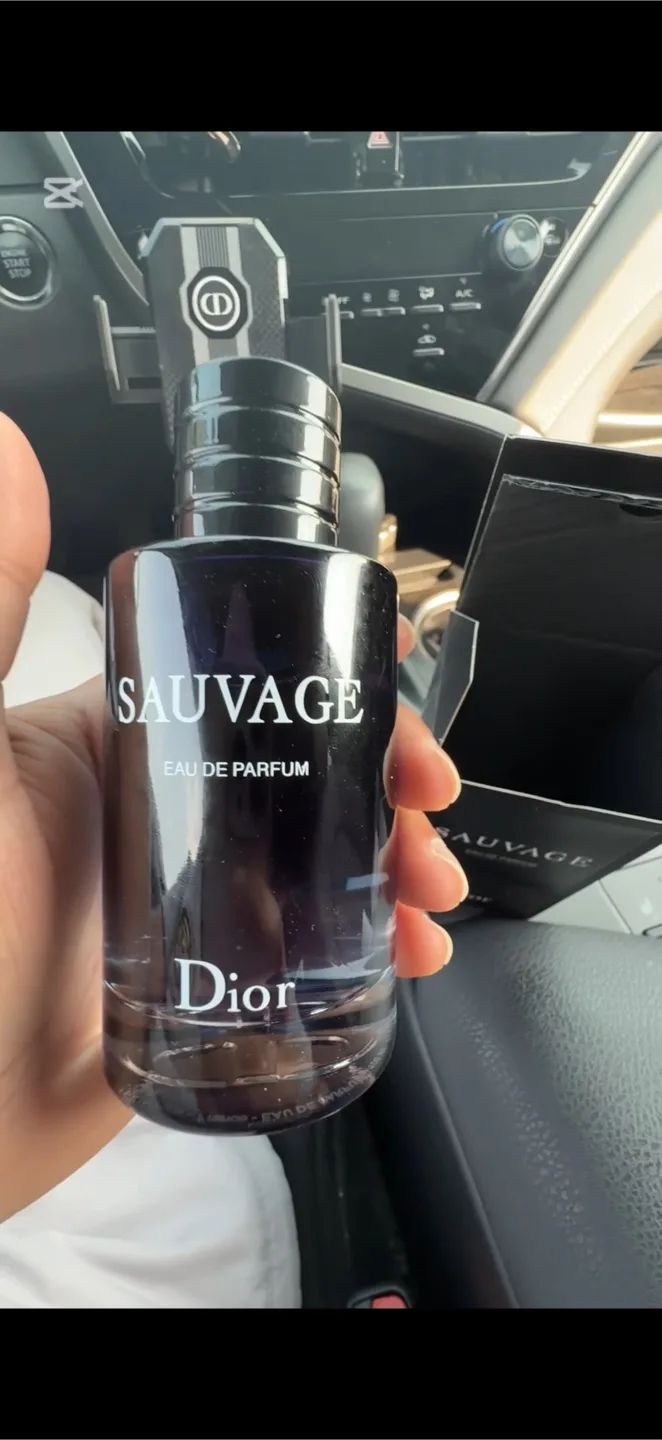 ENGINE
START
STOP
A/C
SAUVAGE
EAU DE PARFUM
Dior
SAUVAGE